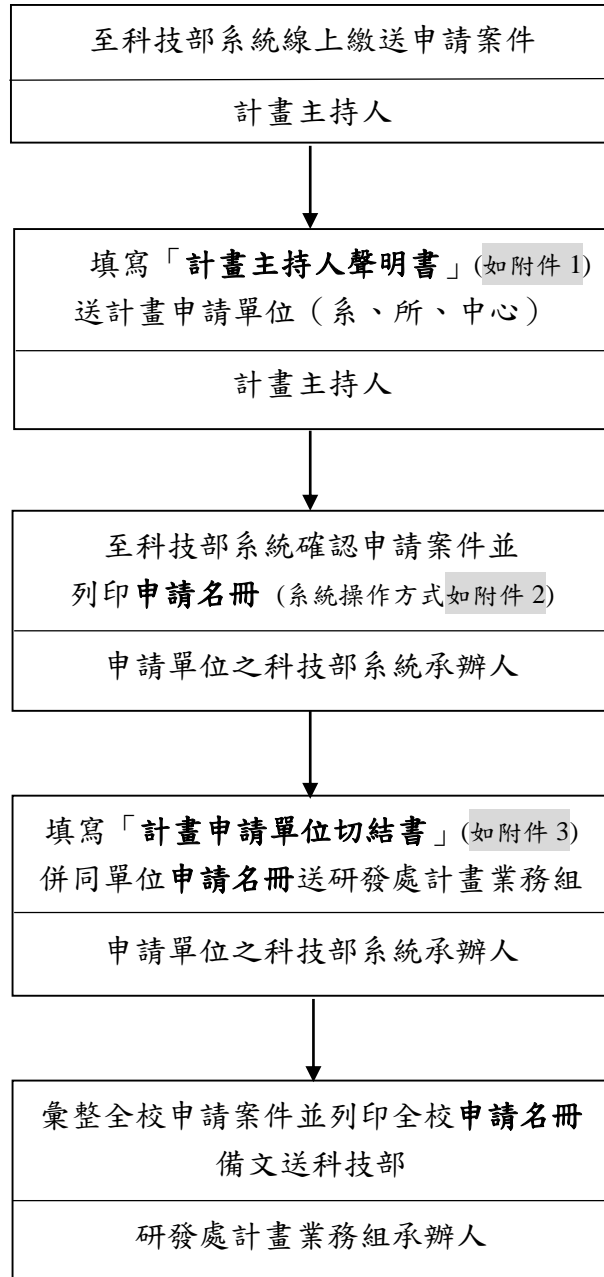 至科技部系統線上繳送申請案件
計畫主持人
填寫「計畫主持人聲明書」(如附件 1)
送計畫申請單位（系、所、中心）
計畫主持人
至科技部系統確認申請案件並
列印申請名冊 (系統操作方式如附件 2)
申請單位之科技部系統承辦人
填寫「計畫申請單位切結書」(如附件 3)
併同單位申請名冊送研發處計畫業務組
申請單位之科技部系統承辦人
彙整全校申請案件並列印全校申請名冊
備文送科技部
研發處計畫業務組承辦人